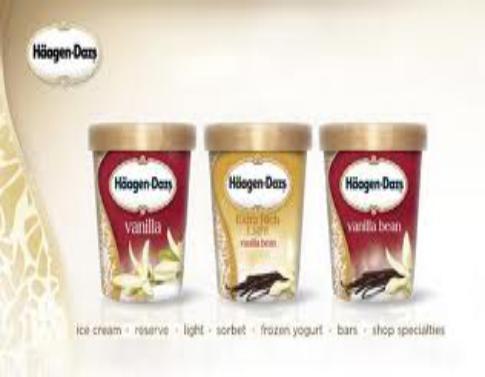 Häagen-Dazs
Häagen-Dazs
vanilla
Häagen-Dazs
Extra Rich
Light
vanilla bean
Häagen-Dazs
vanilla bean
ice cream · reserve · light · sorbet · frozen yogurt · bars · shop specialties